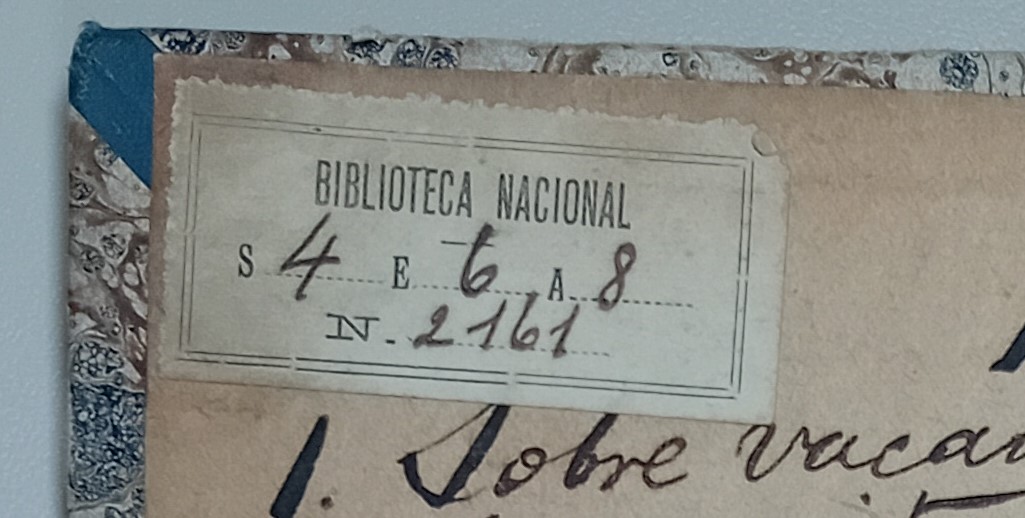 BIBLIOTECA NACIONAL
S 4 E 6 A 8
N. 2161
1. Sobre